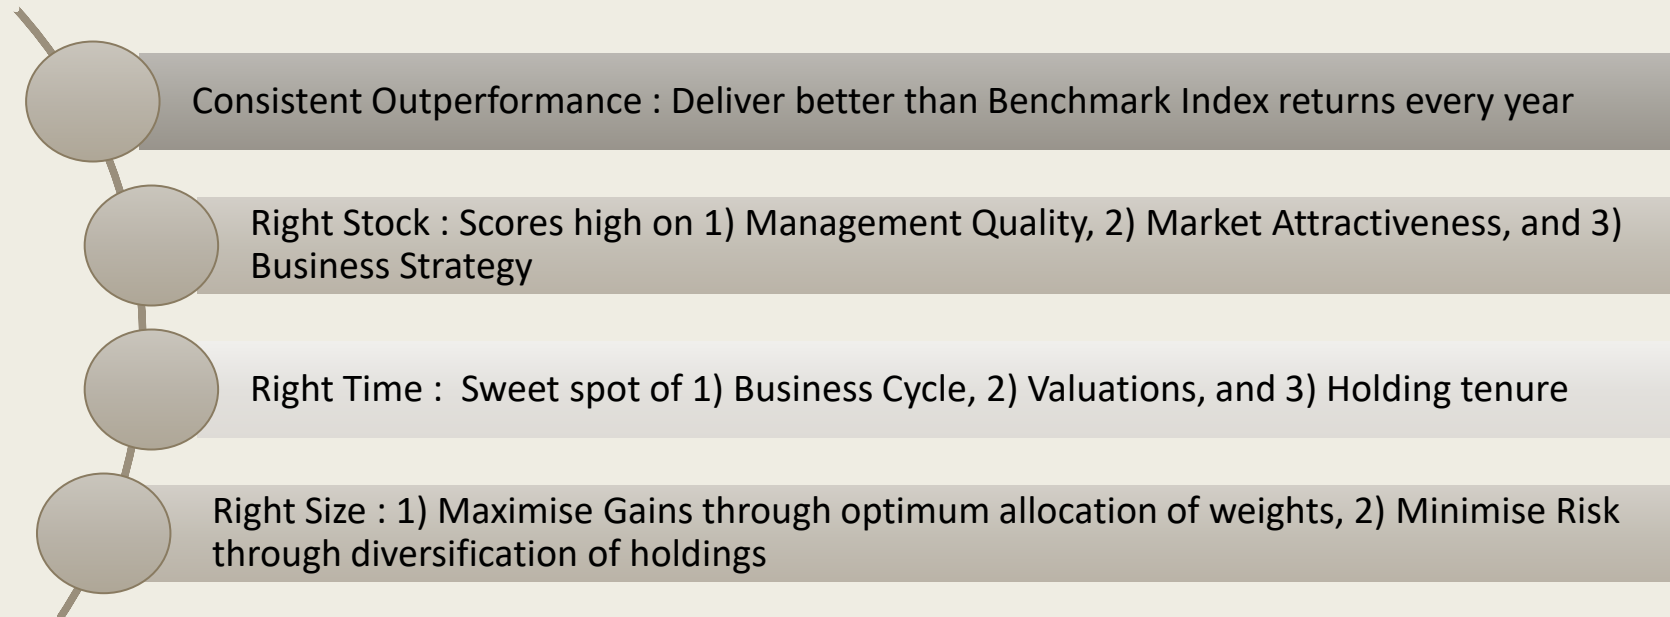 Consistent Outperformance : Deliver better than Benchmark Index returns every year
Right Stock : Scores high on 1) Management Quality, 2) Market Attractiveness, and 3)
Business Strategy
Right Time :  Sweet spot of 1) Business Cycle, 2) Valuations, and 3) Holding tenure
Right Size : 1) Maximise Gains through optimum allocation of weights, 2) Minimise Risk
through diversification of holdings